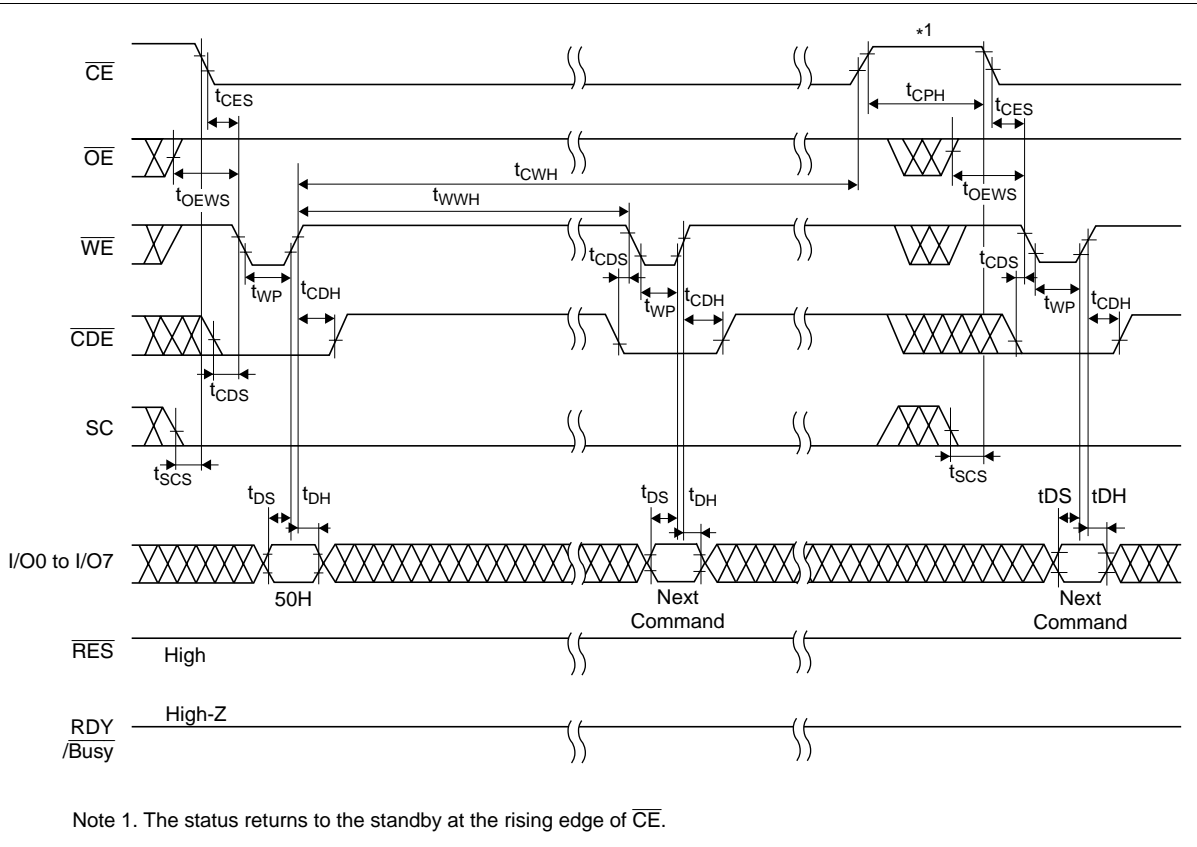 *1
CE
tCES
tCPH
tCES
OE
tOEWS
tCWH
tWWH
tOEWS
WE
tWP
tCDH
tCDS
tWP
tCDH
tCDS
tWP
tCDH
CDE
tCDS
SC
tSCS
tSCS
tDS
tDH
tDS
tDH
tDS
tDH
I/O0 to I/O7
50H
Next
Command
Next
Command
RES
High
RDY
/Busy
High-Z
Note 1. The status returns to the standby at the rising edge of CE.